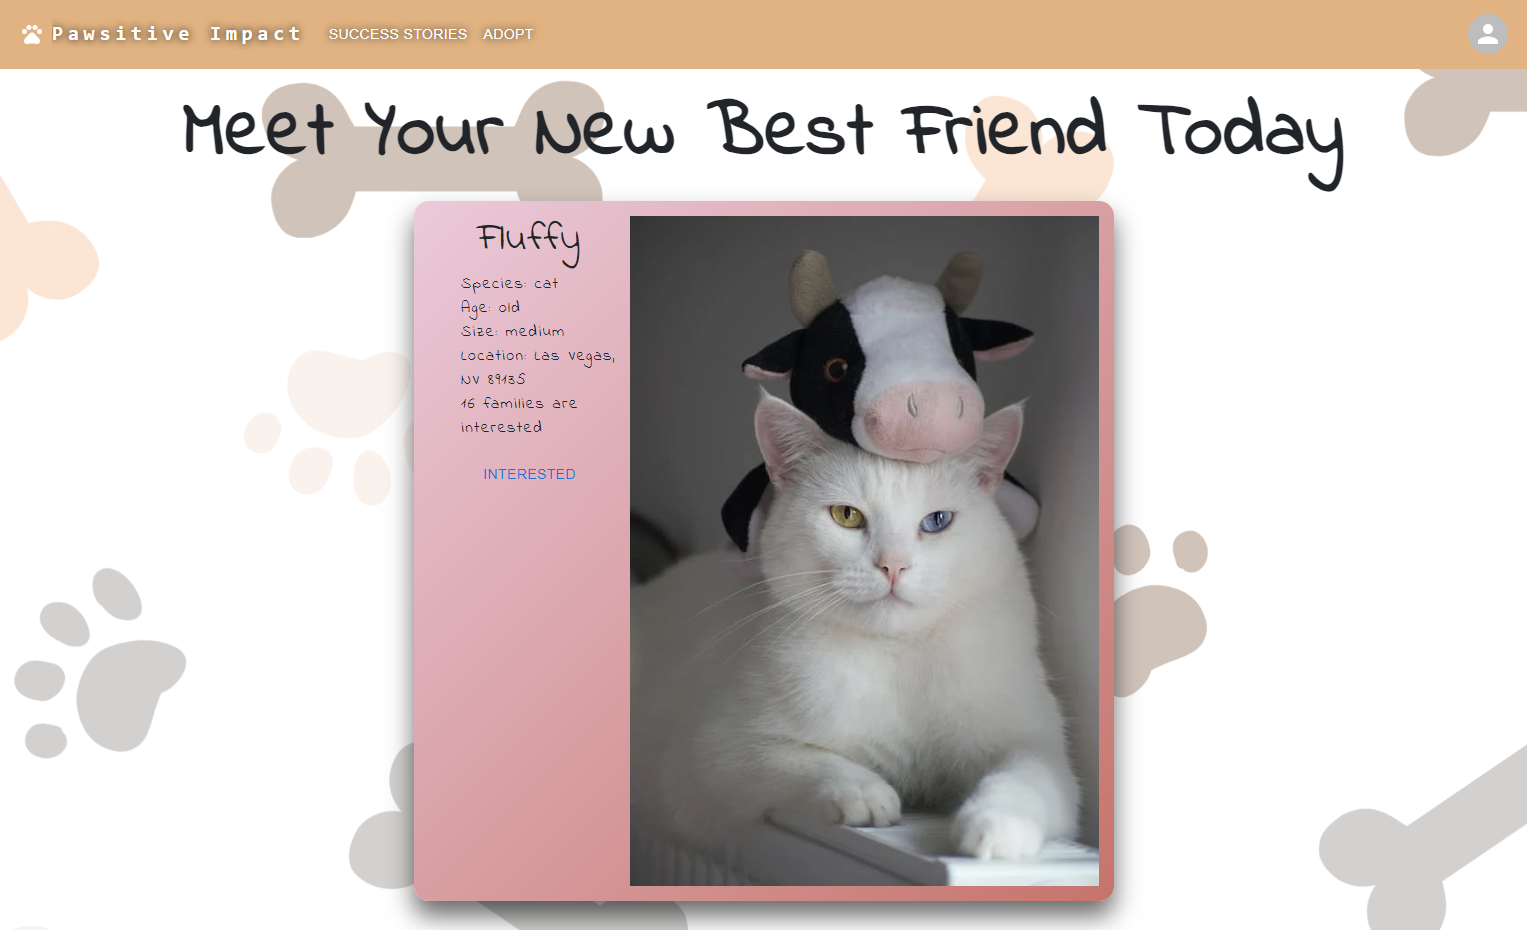 Pawsitive Impact SUCCESS STORIES ADOPT
Meet Your New Best Friend Today
Fluffy
Species: cat
Age: old
Size: medium
Location: Las Vegas,
NV 89135
16 families are
interested
INTERESTED